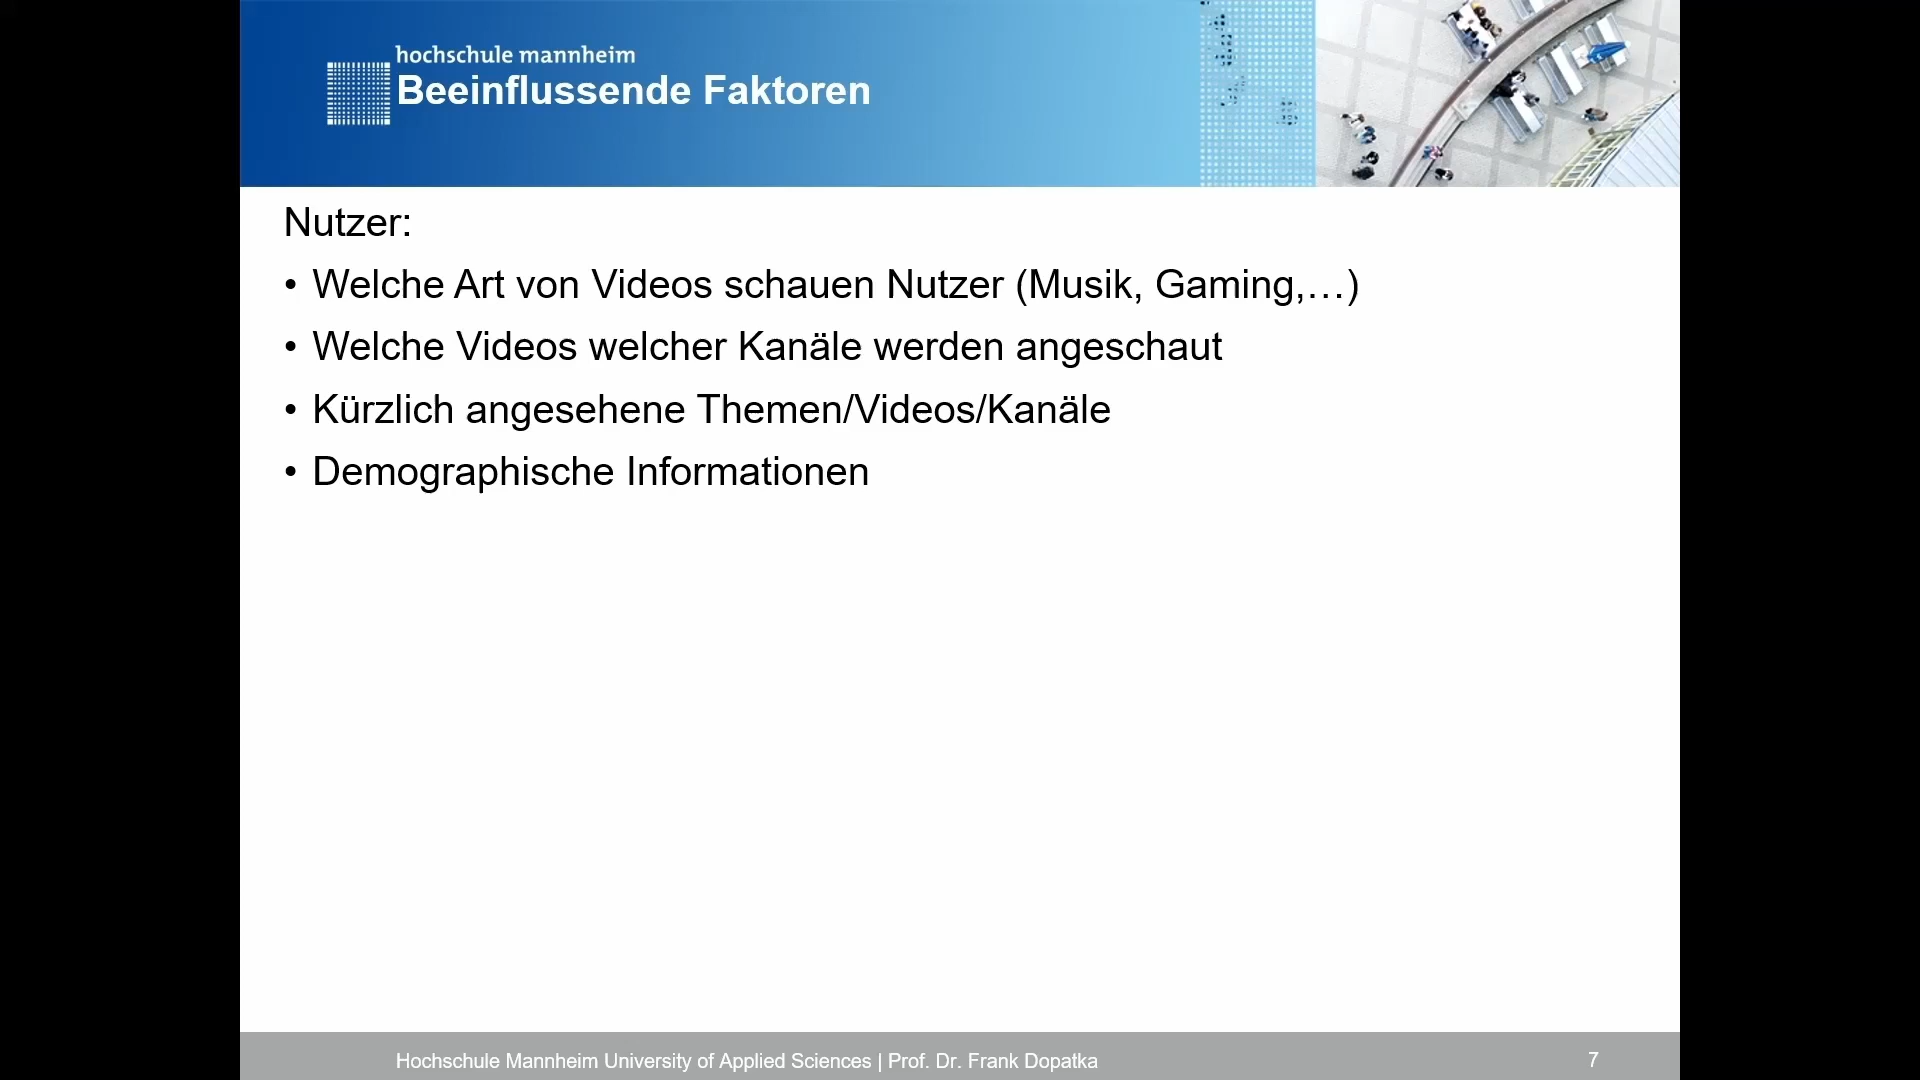 hochschule mannheim
Beeinflussende Faktoren
Nutzer:
• Welche Art von Videos schauen Nutzer (Musik, Gaming,…)
• Welche Videos welcher Kanäle werden angeschaut
• Kürzlich angesehene Themen/Videos/Kanäle
• Demographische Informationen
Hochschule Mannheim University of Applied Sciences | Prof. Dr. Frank Dopatka
7